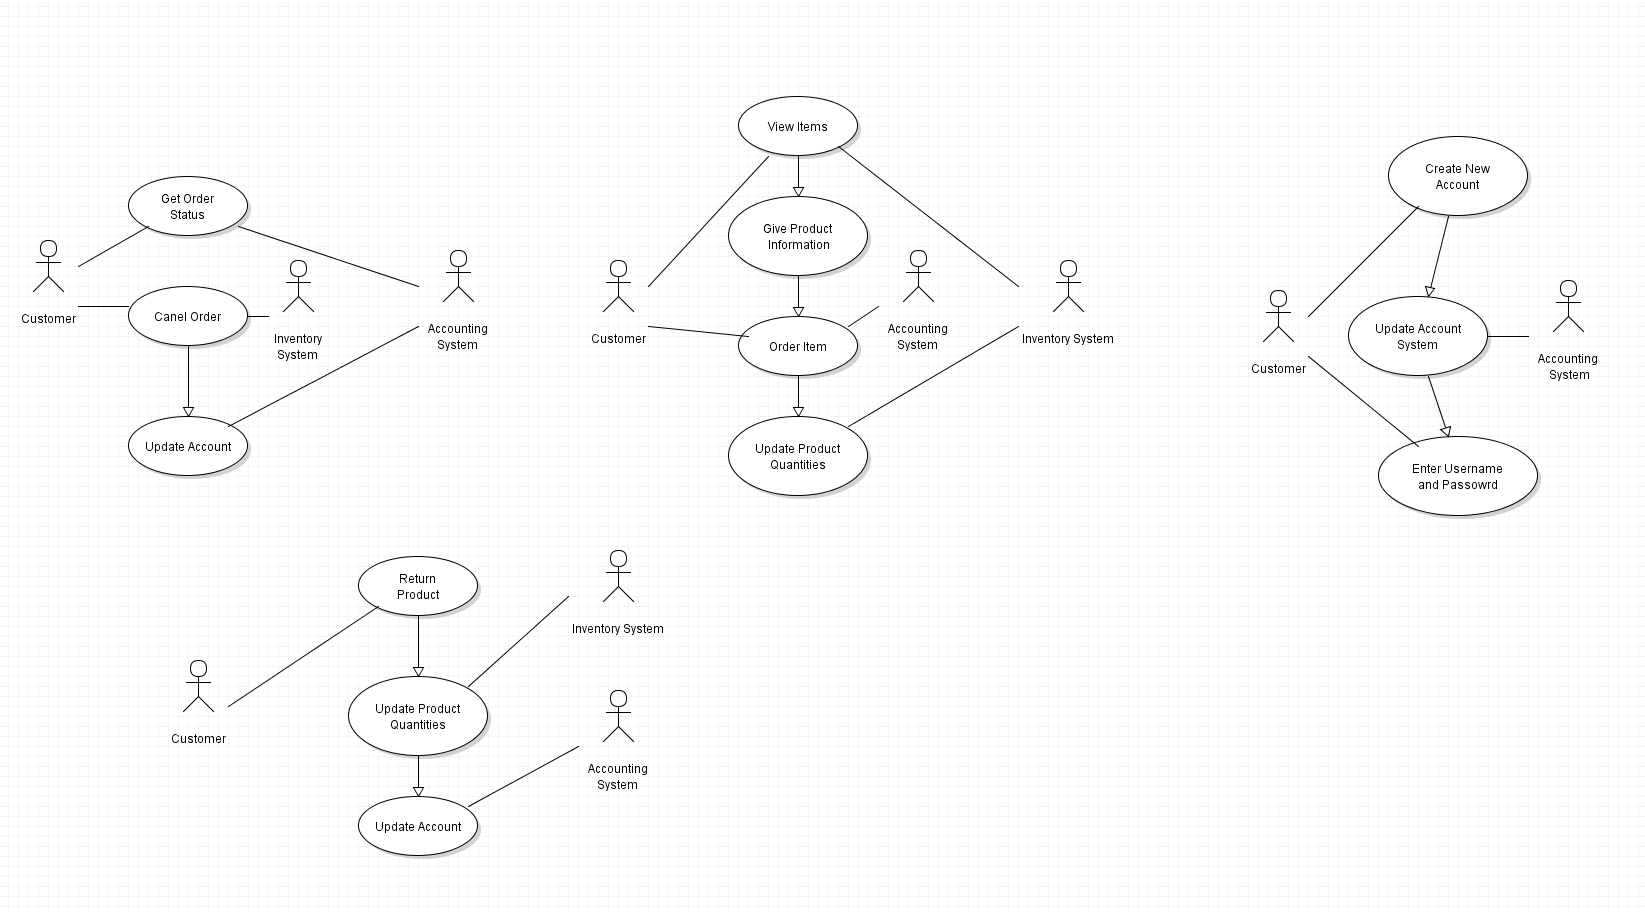 Get Order
Status
Customer
Canel Order
Inventory
System
Accounting
System
Update Account
View Items
Give Product
Information
Customer
Order Item
Accounting
System
Inventory System
Update Product
Quantities
Create New
Account
Customer
Update Account
System
Accounting
System
Enter Username
and Passowrd
Return
Product
Inventory System
Customer
Update Product
Quantities
Accounting
System
Update Account